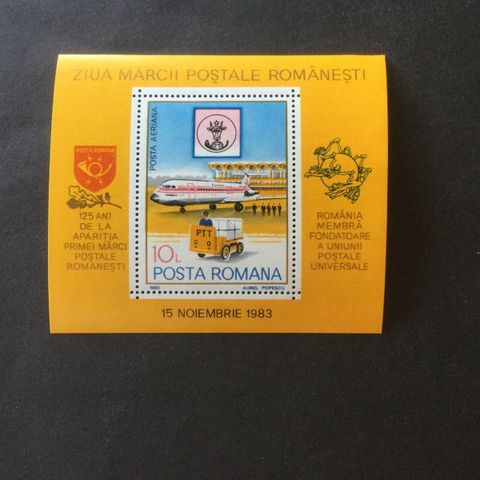 ZIUA MĂRCII POȘTALE ROMÂNEȘTI
POSTA ROMANA
125 ANI
DE LA
APARIȚIA
PRIMEI MĂRCI
POȘTALE
ROMÂNEȘTI
POSTA AERIANA
PTT
10L
POSTA ROMANA
1983
AUREL POPESCU
ROMÂNIA
MEMBRĂ
FONDATOARE
A UNIUNII
POȘTALE
UNIVERSALE
15 NOIEMBRIE 1983